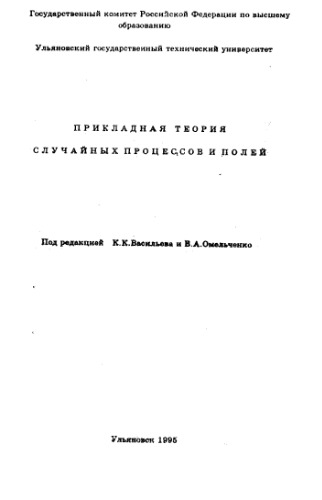 Государственный комитет Российской Федерации по высшему
образованию
Ульяновский государственный технический университет
ПРИКЛАДНАЯ ТЕОРИЯ
СЛУЧАЙНЫХ ПРОЦЕССОВ И ПОЛЕЙ
Под редакцией К.К.Васильева и В.А.Омельченко
Ульяновск 1995